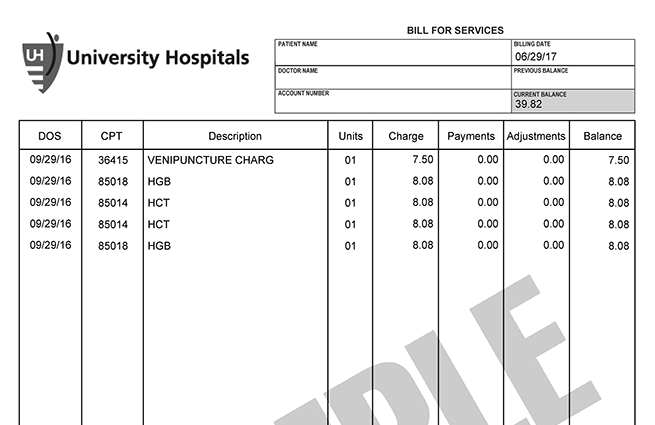 BILL FOR SERVICES
UH University Hospitals
PATIENT NAME BILLING DATE
06/29/17
DOCTOR NAME PREVIOUS BALANCE
ACCOUNT NUMBER CURRENT BALANCE
39.82
DOS CPT Description Units Charge Payments Adjustments Balance
09/29/16 36415 VENIPUNCTURE CHARG 01 7.50 0.00 0.00 7.50
09/29/16 85018 HGB 01 8.08 0.00 0.00 8.08
09/29/16 85014 HCT 01 8.08 0.00 0.00 8.08
09/29/16 85014 HCT 01 8.08 0.00 0.00 8.08
09/29/16 85018 HGB 01 8.08 0.00 0.00 8.08
MPLE